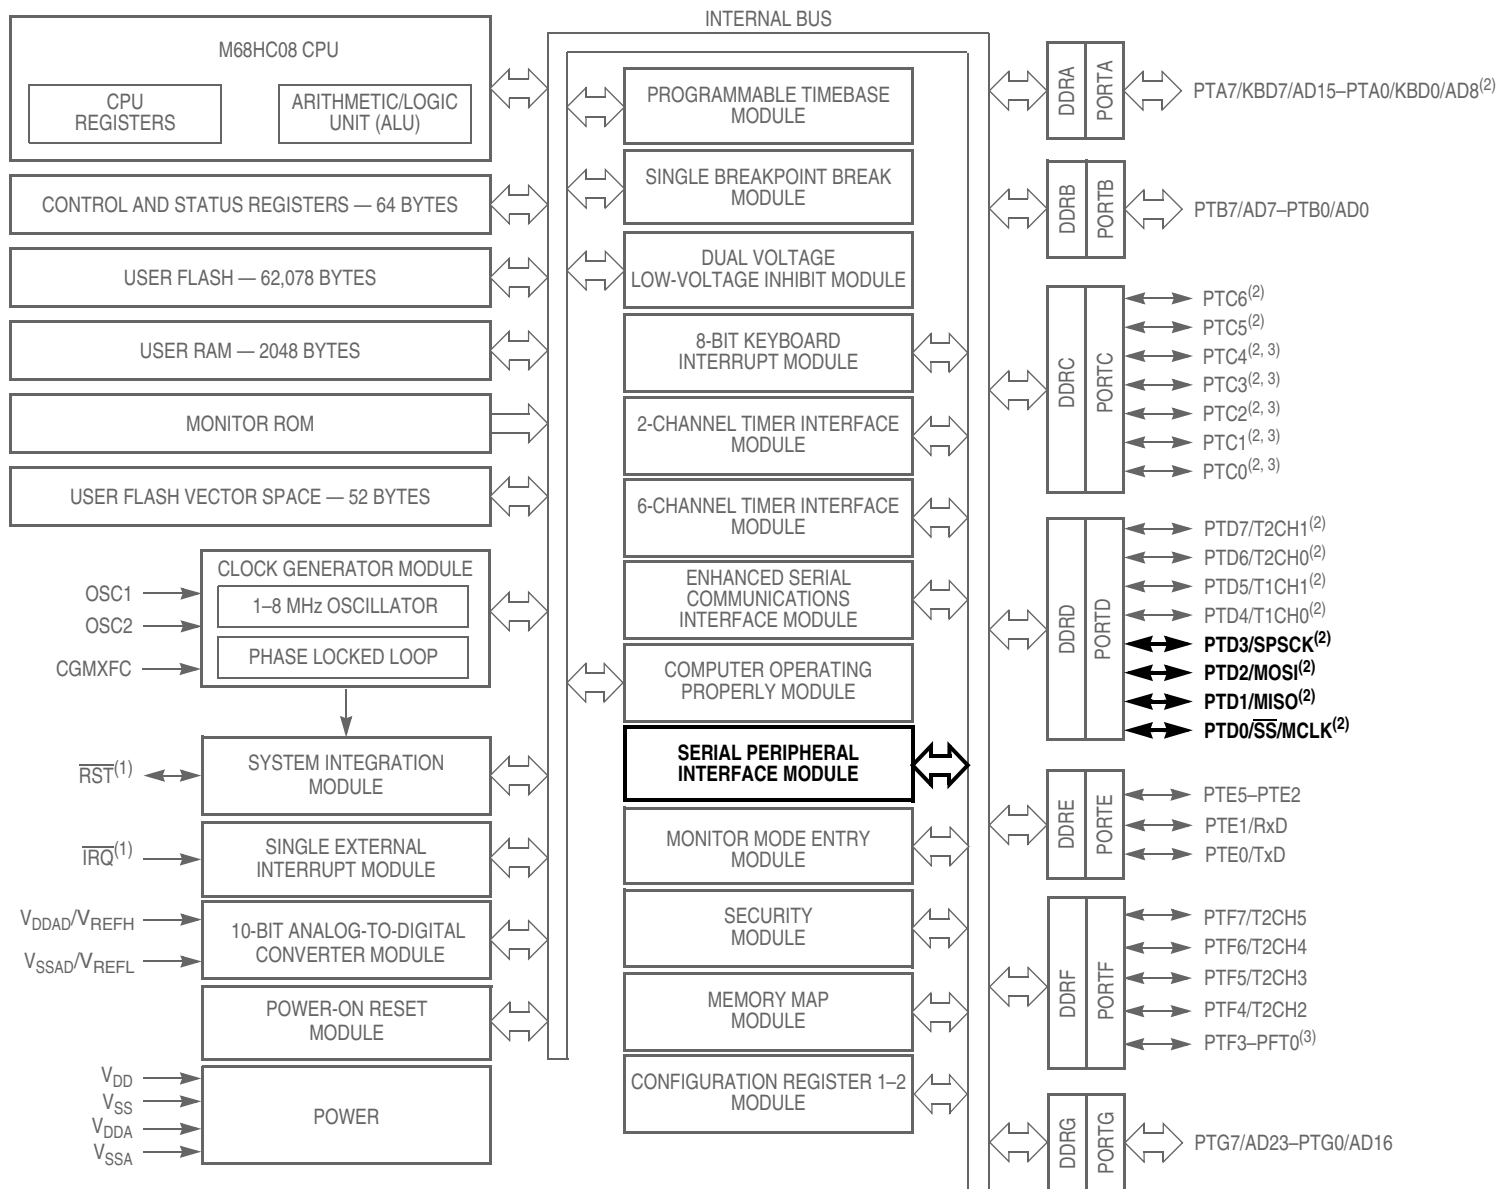 INTERNAL BUS
M68HC08 CPU
CPU
REGISTERS
ARITHMETIC/LOGIC
UNIT (ALU)
CONTROL AND STATUS REGISTERS — 64 BYTES
USER FLASH — 62,078 BYTES
USER RAM — 2048 BYTES
MONITOR ROM
USER FLASH VECTOR SPACE — 52 BYTES
CLOCK GENERATOR MODULE
1–8 MHz OSCILLATOR
PHASE LOCKED LOOP
OSC1
OSC2
CGMXFC
SYSTEM INTEGRATION
MODULE
RST(1)
SINGLE EXTERNAL
INTERRUPT MODULE
IRQ(1)
10-BIT ANALOG-TO-DIGITAL
CONVERTER MODULE
VDDAD/VREFH
VSSAD/VREFL
POWER-ON RESET
MODULE
POWER
VDD
VSS
VDDA
VSSA
PROGRAMMABLE TIMEBASE
MODULE
SINGLE BREAKPOINT BREAK
MODULE
DUAL VOLTAGE
LOW-VOLTAGE INHIBIT MODULE
8-BIT KEYBOARD
INTERRUPT MODULE
2-CHANNEL TIMER INTERFACE
MODULE
6-CHANNEL TIMER INTERFACE
MODULE
ENHANCED SERIAL
COMMUNICATIONS
INTERFACE MODULE
COMPUTER OPERATING
PROPERLY MODULE
SERIAL PERIPHERAL
INTERFACE MODULE
MONITOR MODE ENTRY
MODULE
SECURITY
MODULE
MEMORY MAP
MODULE
CONFIGURATION REGISTER 1–2
MODULE
DDRA
PORTA
PTA7/KBD7/AD15–PTA0/KBD0/AD8(2)
DDRB
PORTB
PTB7/AD7–PTB0/AD0
DDRC
PORTC
PTC6(2)
PTC5(2)
PTC4(2, 3)
PTC3(2, 3)
PTC2(2, 3)
PTC1(2, 3)
PTC0(2, 3)
DDRD
PORTD
PTD7/T2CH1(2)
PTD6/T2CH0(2)
PTD5/T1CH1(2)
PTD4/T1CH0(2)
PTD3/SPSCK(2)
PTD2/MOSI(2)
PTD1/MISO(2)
PTD0/SS/MCLK(2)
DDRE
PORTE
PTE5–PTE2
PTE1/RxD
PTE0/TxD
DDRF
PORTF
PTF7/T2CH5
PTF6/T2CH4
PTF5/T2CH3
PTF4/T2CH2
PTF3–PFT0(3)
DDRG
PORTG
PTG7/AD23–PTG0/AD16